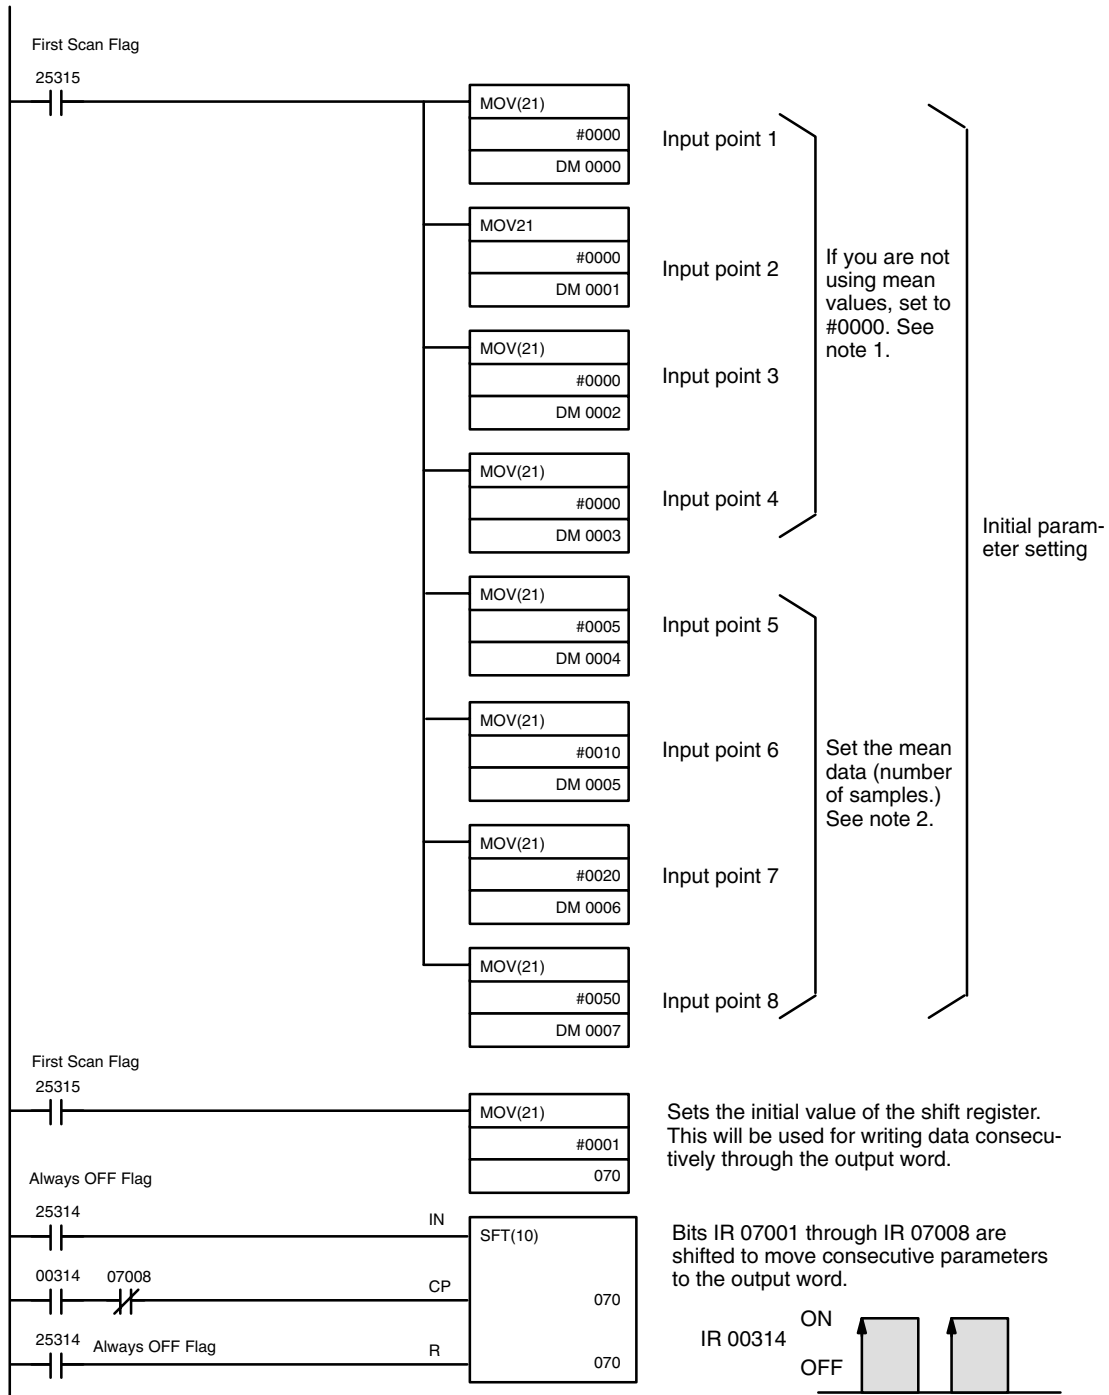 First Scan Flag
25315
MOV(21)
#0000
DM 0000
Input point 1
MOV21
#0000
DM 0001
Input point 2
MOV(21)
#0000
DM 0002
Input point 3
MOV(21)
#0000
DM 0003
Input point 4
If you are not
using mean
values, set to
#0000. See
note 1.
MOV(21)
#0005
DM 0004
Input point 5
MOV(21)
#0010
DM 0005
Input point 6
MOV(21)
#0020
DM 0006
Input point 7
MOV(21)
#0050
DM 0007
Input point 8
Set the mean
data (number
of samples.)
See note 2.
Initial param-
eter setting
First Scan Flag
25315
MOV(21)
#0001
070
Sets the initial value of the shift register.
This will be used for writing data consecu-
tively through the output word.
Always OFF Flag
25314
IN
SFT(10)
00314 07008
CP
070
25314 Always OFF Flag
R
070
Bits IR 07001 through IR 07008 are
shifted to move consecutive parameters
to the output word.
ON
IR 00314
OFF